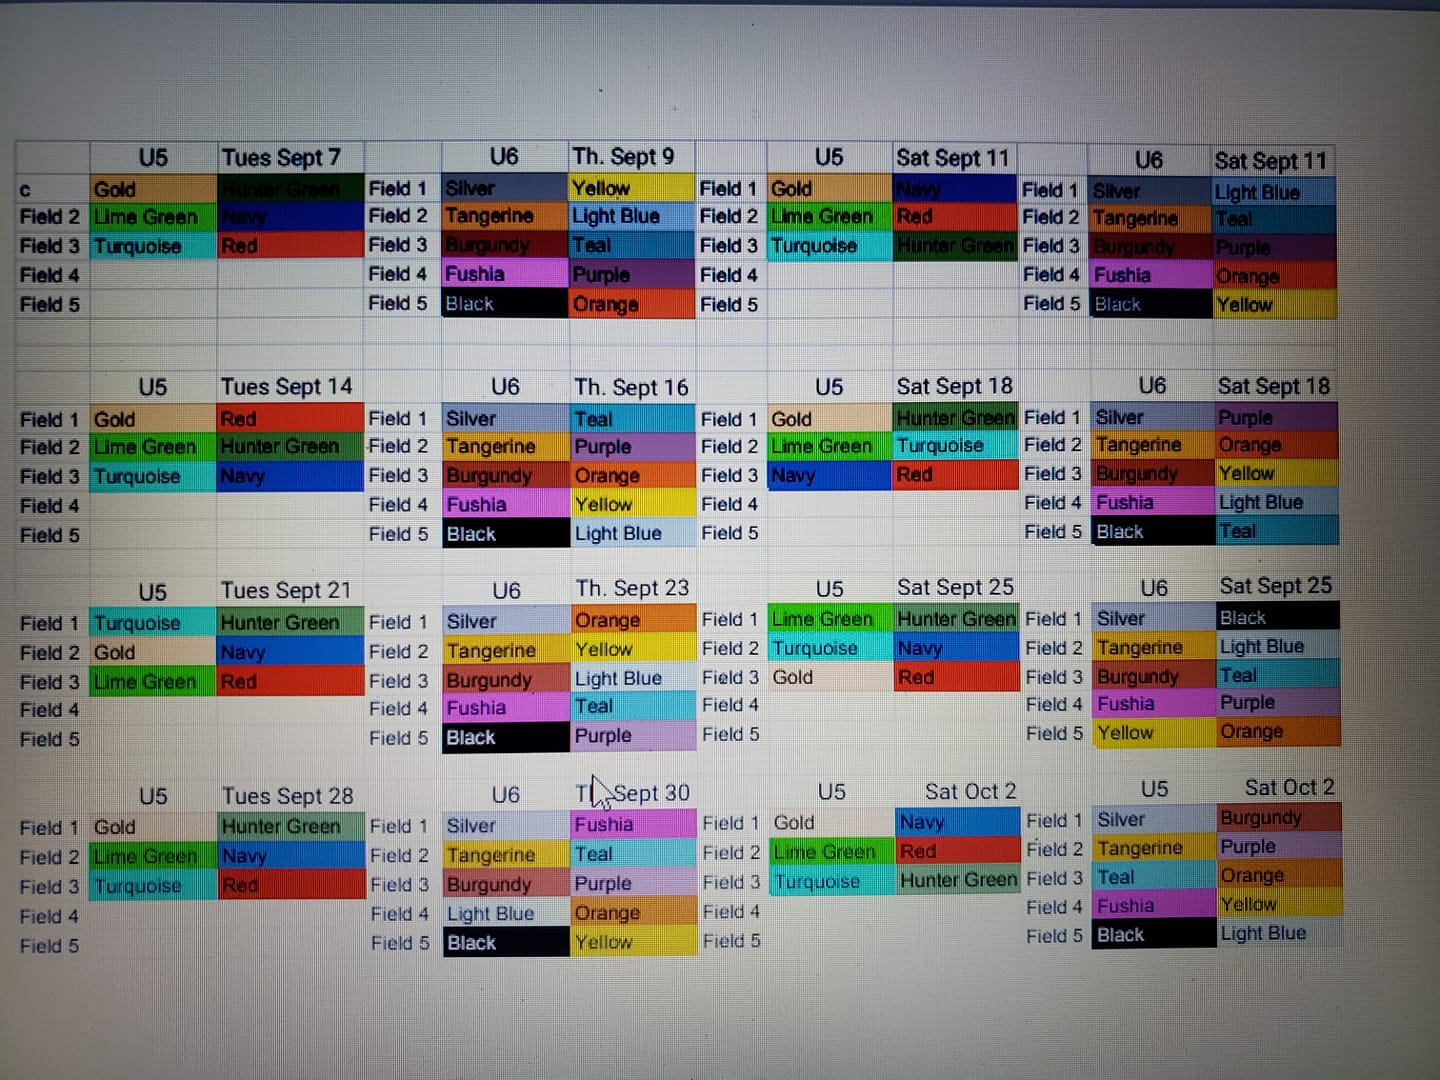 U5 Tues Sept 7 U6 Th. Sept 9 U5 Sat Sept 11 U6 Sat Sept 11
c Gold Hunter Green Field 1 Silver Yellow Field 1 Gold Navy Field 1 Silver Light Blue
Field 2 Lime Green Navy Field 2 Tangerine Light Blue Field 2 Lime Green Red Field 2 Tangerine Teal
Field 3 Turquoise Red Field 3 Burgundy Teal Field 3 Turquoise Hunter Green Field 3 Burgundy Purple
Field 4 Field 4 Fushia Purple Field 4 Field 4 Fushia Orange
Field 5 Field 5 Black Orange Field 5 Field 5 Black Yellow
U5 Tues Sept 14 U6 Th. Sept 16 U5 Sat Sept 18 U6 Sat Sept 18
Field 1 Gold Red Field 1 Silver Teal Field 1 Gold Hunter Green Field 1 Silver Purple
Field 2 Lime Green Hunter Green Field 2 Tangerine Purple Field 2 Lime Green Turquoise Field 2 Tangerine Orange
Field 3 Turquoise Navy Field 3 Burgundy Orange Field 3 Navy Red Field 3 Burgundy Yellow
Field 4 Field 4 Fushia Yellow Field 4 Field 4 Fushia Light Blue
Field 5 Field 5 Black Light Blue Field 5 Field 5 Black Teal
U5 Tues Sept 21 U6 Th. Sept 23 U5 Sat Sept 25 U6 Sat Sept 25
Field 1 Turquoise Hunter Green Field 1 Silver Orange Field 1 Lime Green Hunter Green Field 1 Silver Black
Field 2 Gold Navy Field 2 Tangerine Yellow Field 2 Turquoise Navy Field 2 Tangerine Light Blue
Field 3 Lime Green Red Field 3 Burgundy Light Blue Field 3 Gold Red Field 3 Burgundy Teal
Field 4 Field 4 Fushia Teal Field 4 Field 4 Fushia Purple
Field 5 Field 5 Black Purple Field 5 Field 5 Yellow Orange
U5 Tues Sept 28 U6 Sept 30 U5 Sat Oct 2 U5 Sat Oct 2
Field 1 Gold Hunter Green Field 1 Silver Fushia Field 1 Gold Navy Field 1 Silver Burgundy
Field 2 Lime Green Navy Field 2 Tangerine Teal Field 2 Lime Green Red Field 2 Tangerine Purple
Field 3 Turquoise Red Field 3 Burgundy Purple Field 3 Turquoise Hunter Green Field 3 Teal Orange
Field 4 Field 4 Light Blue Orange Field 4 Field 4 Fushia Yellow
Field 5 Field 5 Black Yellow Field 5 Field 5 Black Light Blue